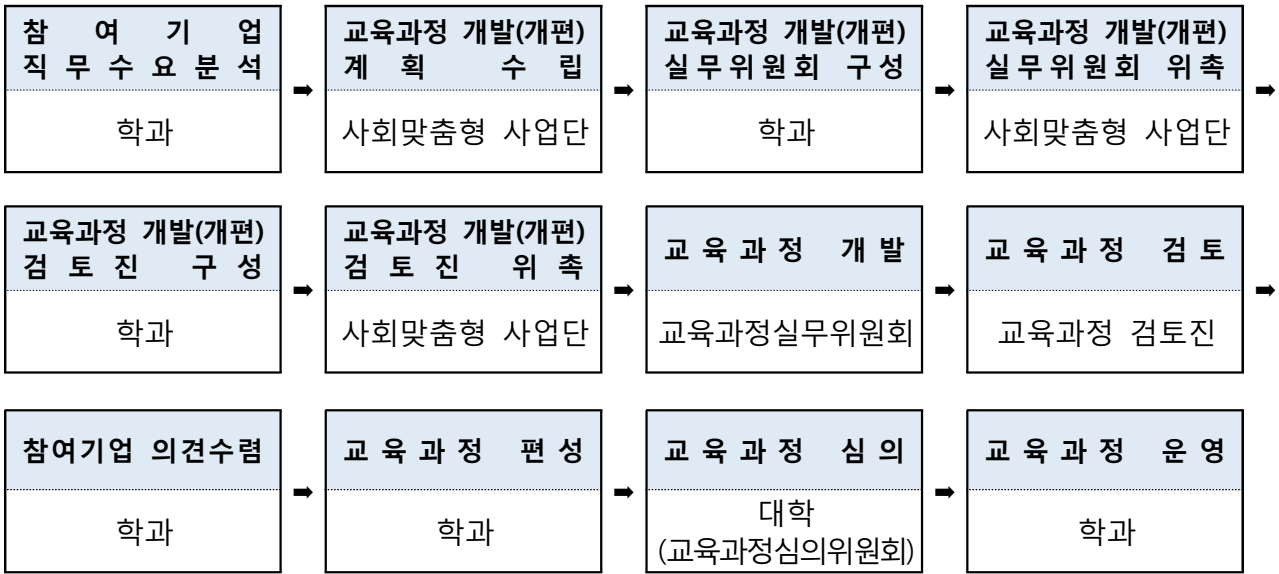 참여기업
직무수요분석
학과
➡
교육과정 개발(개편)
계획 수립
사회맞춤형 사업단
➡
교육과정 개발(개편)
실무위원회 구성
학과
➡
교육과정 개발(개편)
실무위원회 위촉
사회맞춤형 사업단
➡
교육과정 개발(개편)
검토진 구성
학과
➡
교육과정 개발(개편)
검토진 위촉
사회맞춤형 사업단
➡
교육과정 개발
교육과정실무위원회
➡
교육과정 검토
교육과정 검토진
➡
참여기업 의견수렴
학과
➡
교육과정 편성
학과
➡
교육과정 심의
대학
(교육과정심의위원회)
➡
교육과정 운영
학과